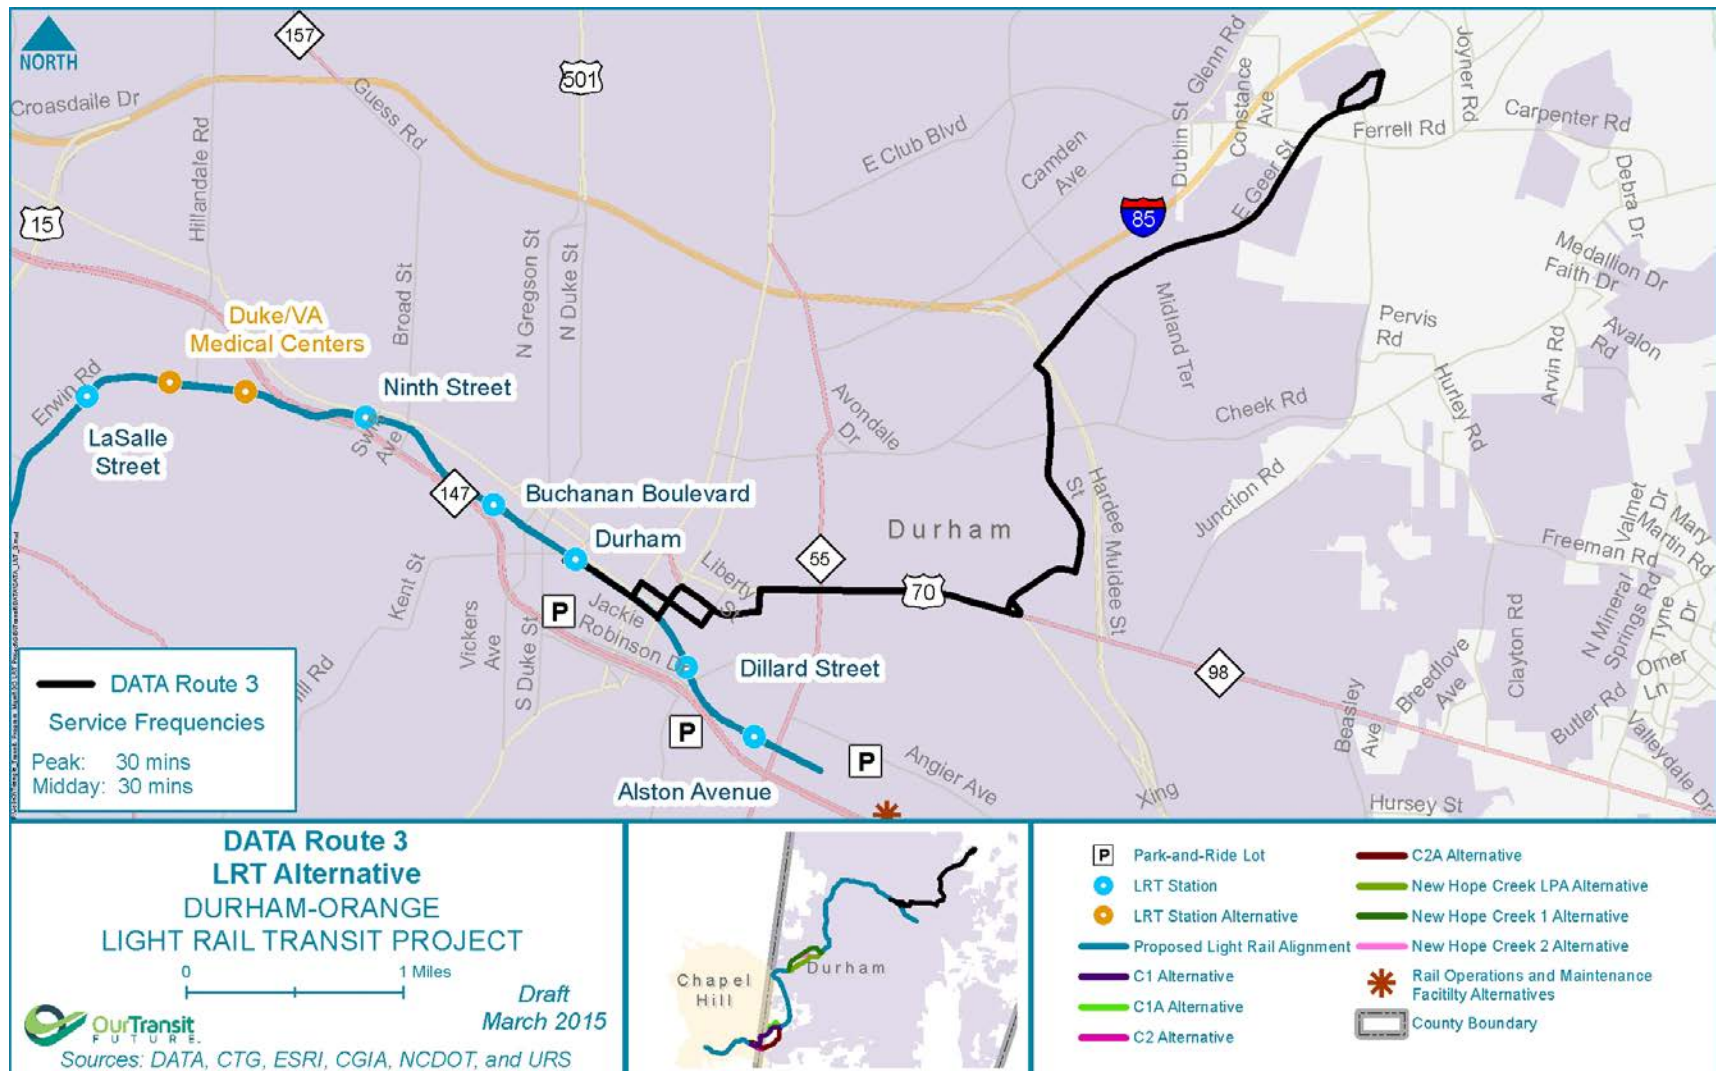 NORTH
157
501
Croasdaile Dr
Guess Rd
Hillandale Rd
15
Glenn Rd
Constance
Ave
Dublin St
Joyner Rd
Carpenter Rd
Ferrell Rd
E Club Blvd
Camden
Ave
E Geer St
85
Debra Dr
Medallion Dr
Faith Dr
Avalon
Rd
Arvin Rd
Pervis
Rd
Midland Ter
Hurley Rd
Cheek Rd
Junction Rd
N Gregson St
N Duke St
Broad St
Duke/VA
Medical Centers
Erwin Rd
LaSalle
Street
Ninth Street
Swift
Ave
147
Buchanan Boulevard
Durham
Avondale
Dr
55
Durham
70
Hardee
St
Muldee St
Liberty
St
Jackie
Robinson Dr
Kent St
Vickers
Ave
S Duke St
P
Dillard Street
P
P
Alston Avenue
Angier Ave
Xing
98
Freeman Rd
Valmet
Dr
Mary
Martin Rd
N Mineral
Springs Rd
Tyne
Dr
Omer
Ln
Clayton Rd
Breedlove
Ave
Beasley
Ave
Butler Rd
Valleydale Dr
Hursey St
ill Rd
DATA Route 3
Service Frequencies
Peak: 30 mins
Midday: 30 mins
DATA Route 3
LRT Alternative
DURHAM-ORANGE
LIGHT RAIL TRANSIT PROJECT
0 1 Miles
Draft
March 2015
OurTransit
FUTURE
Sources: DATA, CTG, ESRI, CGIA, NCDOT, and URS
Chapel
Hill
Durham
P Park-and-Ride Lot
LRT Station
LRT Station Alternative
Proposed Light Rail Alignment
C1 Alternative
C1A Alternative
C2 Alternative
C2A Alternative
New Hope Creek LPA Alternative
New Hope Creek 1 Alternative
New Hope Creek 2 Alternative
Rail Operations and Maintenance
Facitilty Alternatives
County Boundary